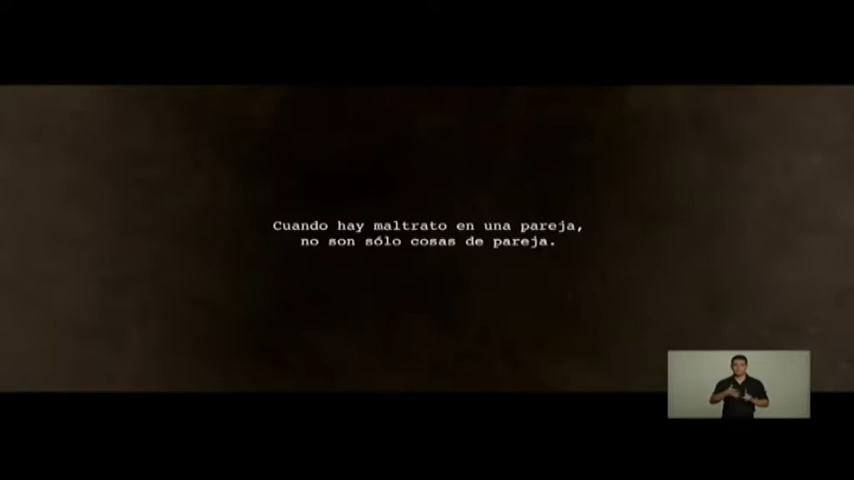 Cuando hay maltrato en una pareja,
no son sólo cosas de pareja.